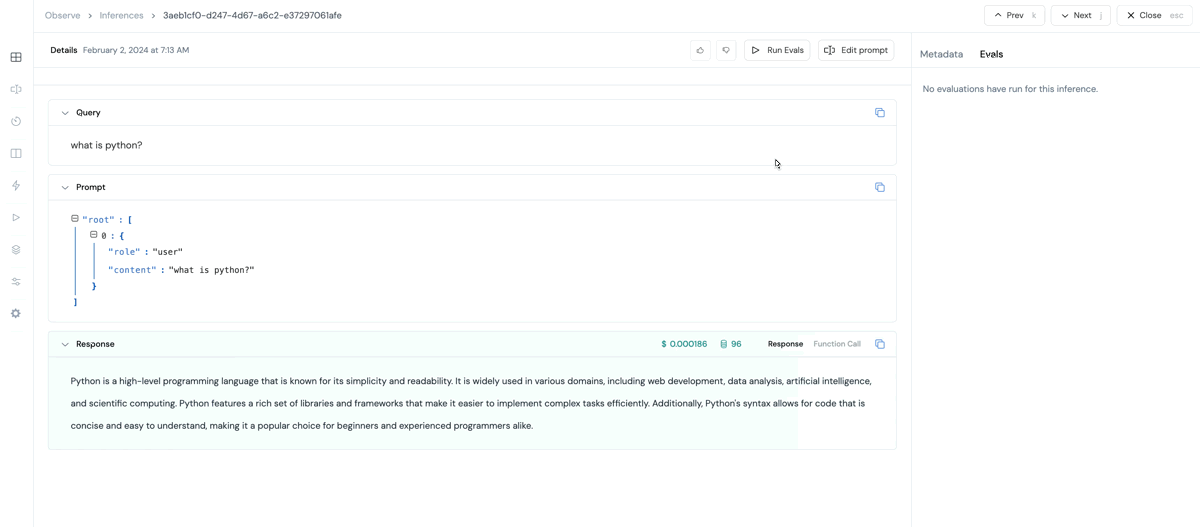 Observe > Inferences > 3aeb1cf0-d247-4d67-a6c2-e37297061afe
Prev k
Next j
Close esc
Details February 2, 2024 at 7:13 AM
Run Evals
Edit prompt
Metadata Evals
No evaluations have run for this inference.
Query
what is python?
Prompt
"root" : [
0 : {
"role" : "user"
"content" : "what is python?"
}
]
Response $ 0.000186 96 Response Function Call
Python is a high-level programming language that is known for its simplicity and readability. It is widely used in various domains, including web development, data analysis, artificial intelligence,
and scientific computing. Python features a rich set of libraries and frameworks that make it easier to implement complex tasks efficiently. Additionally, Python's syntax allows for code that is
concise and easy to understand, making it a popular choice for beginners and experienced programmers alike.